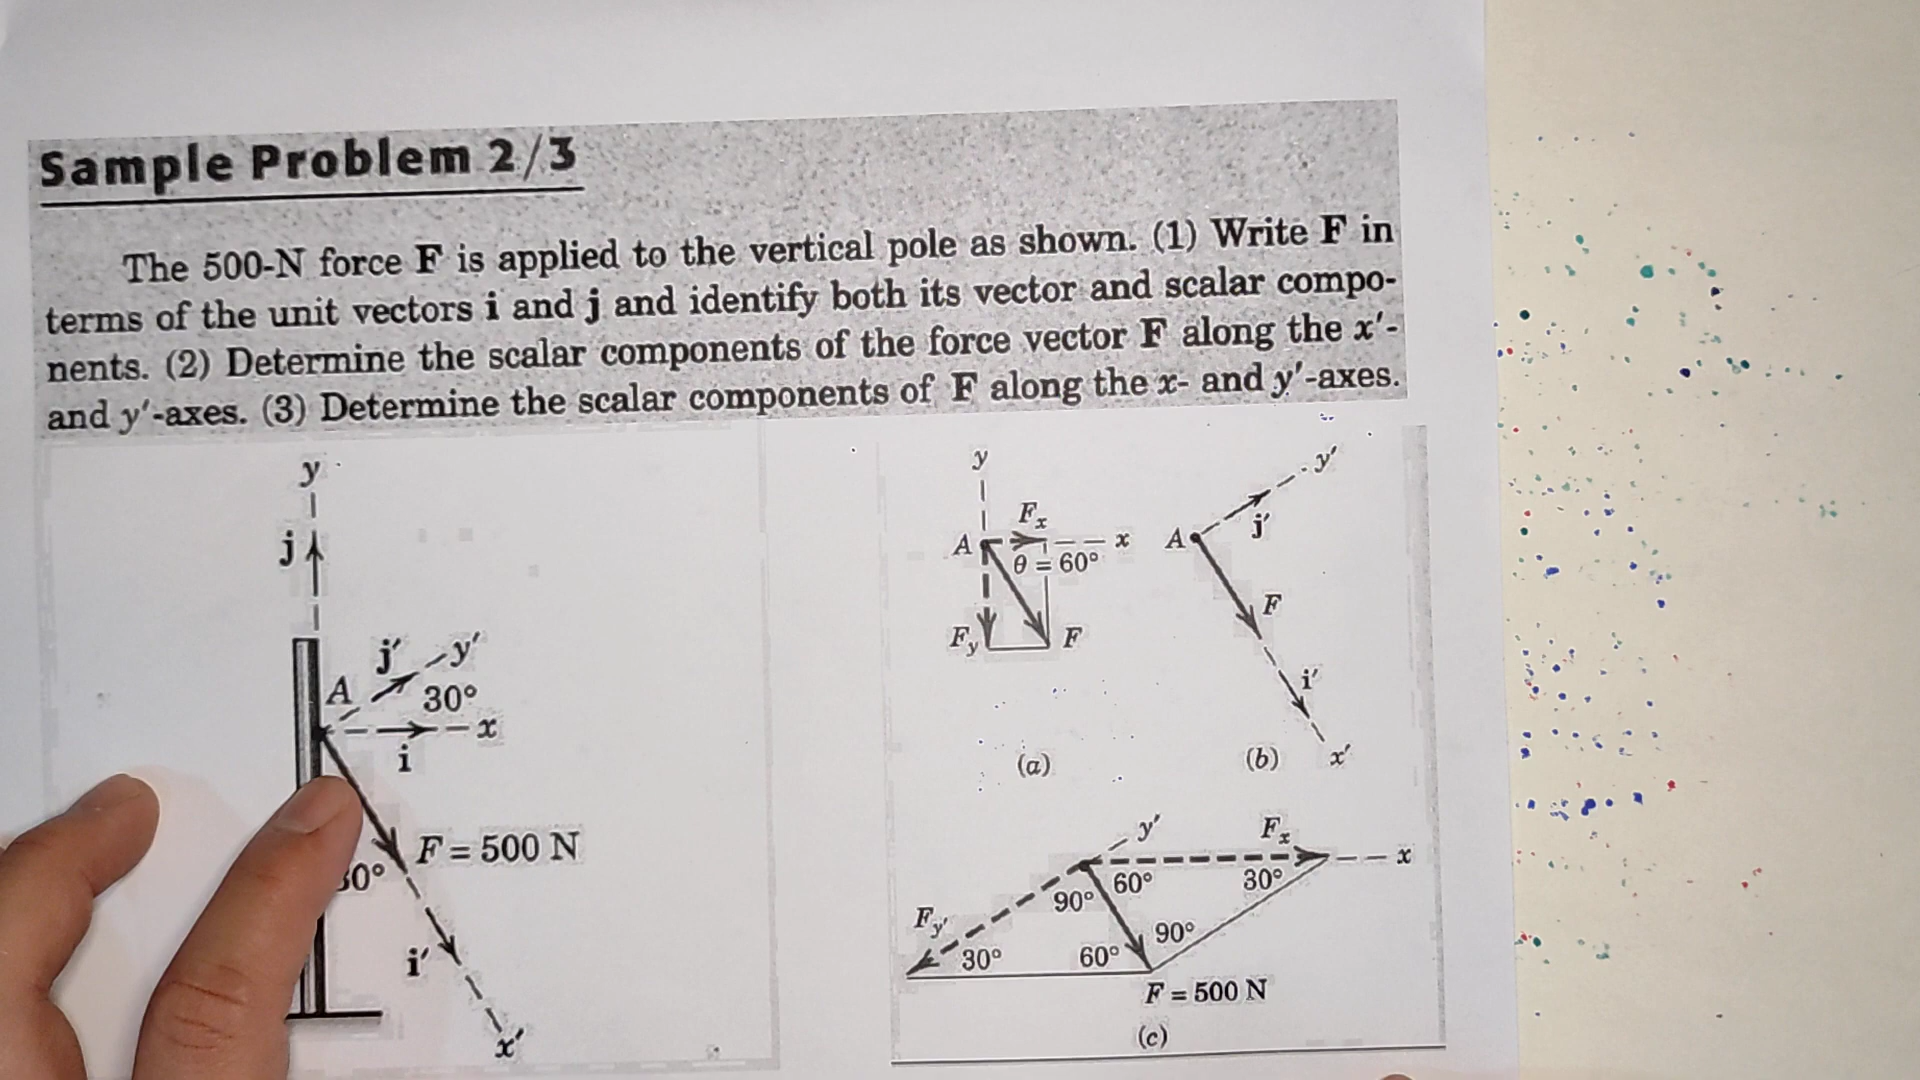 Sample Problem 2/3
The 500-N force F is applied to the vertical pole as shown. (1) Write F in
terms of the unit vectors i and j and identify both its vector and scalar compo-
nents. (2) Determine the scalar components of the force vector F along the x′-
and y′-axes. (3) Determine the scalar components of F along the x- and y′-axes.
y
j
j′
y′
A
30°
x
i
F = 500 N
0°
i′
x′
y
Fx
A
x
θ = 60°
Fy
F
(a)
y′
j′
A
F
i′
x′
(b)
y′
Fx
x
60°
30°
90°
Fy′
90°
30°
60°
F = 500 N
(c)